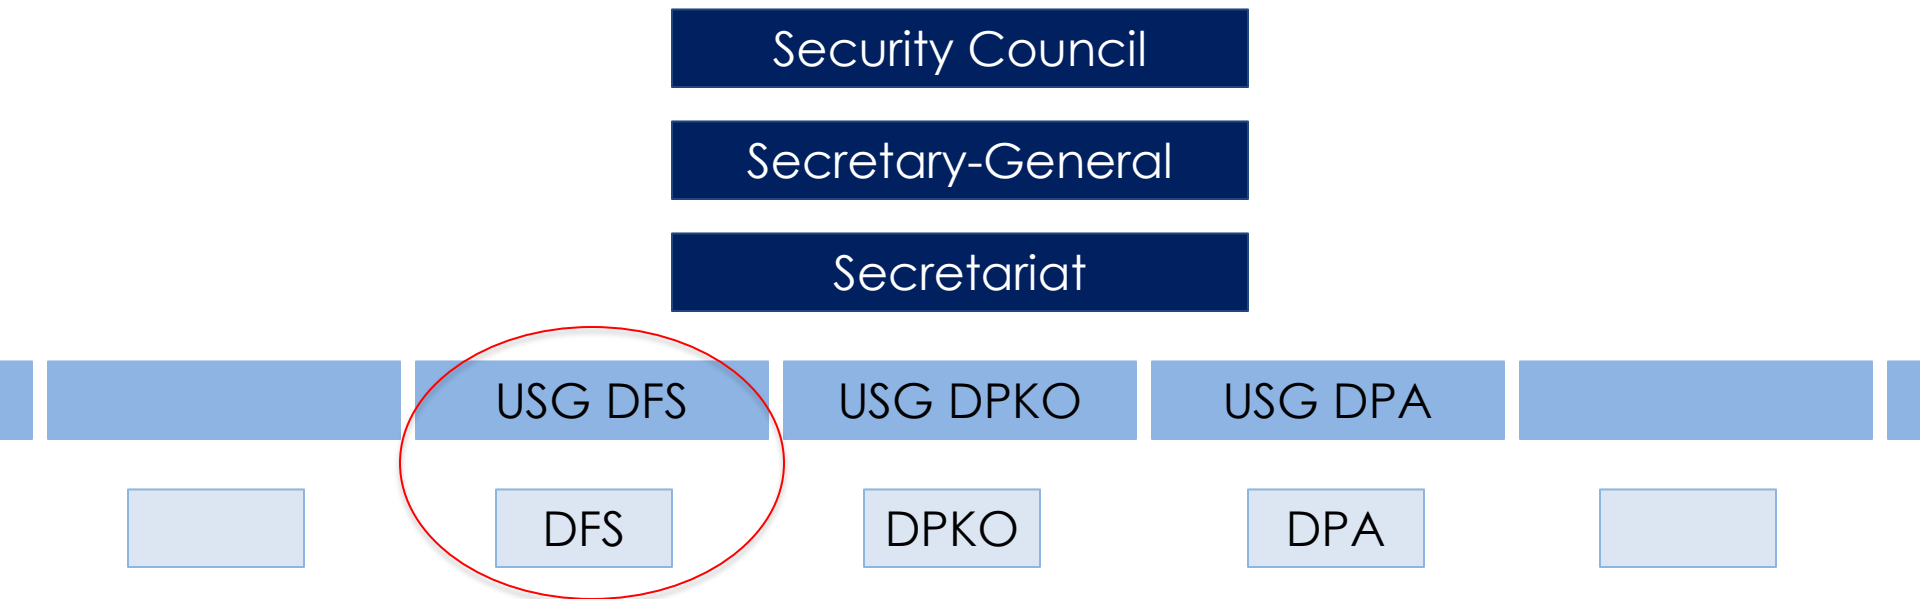 Security Council
Secretary-General
Secretariat
USG DFS
USG DPKO
USG DPA
DFS
DPKO
DPA